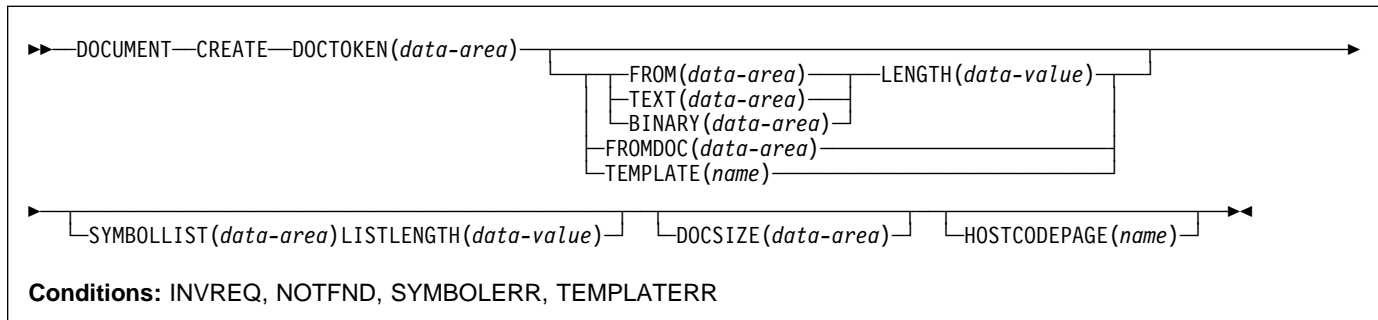 DOCUMENT CREATE DOCTOKEN(data-area)
FROM(data-area) LENGTH(data-value)
TEXT(data-area)
BINARY(data-area)
FROMDOC(data-area)
TEMPLATE(name)
SYMBOLLIST(data-area)LISTLENGTH(data-value) DOCSIZE(data-area) HOSTCODEPAGE(name)
Conditions: INVREQ, NOTFND, SYMBOLERR, TEMPLATERR